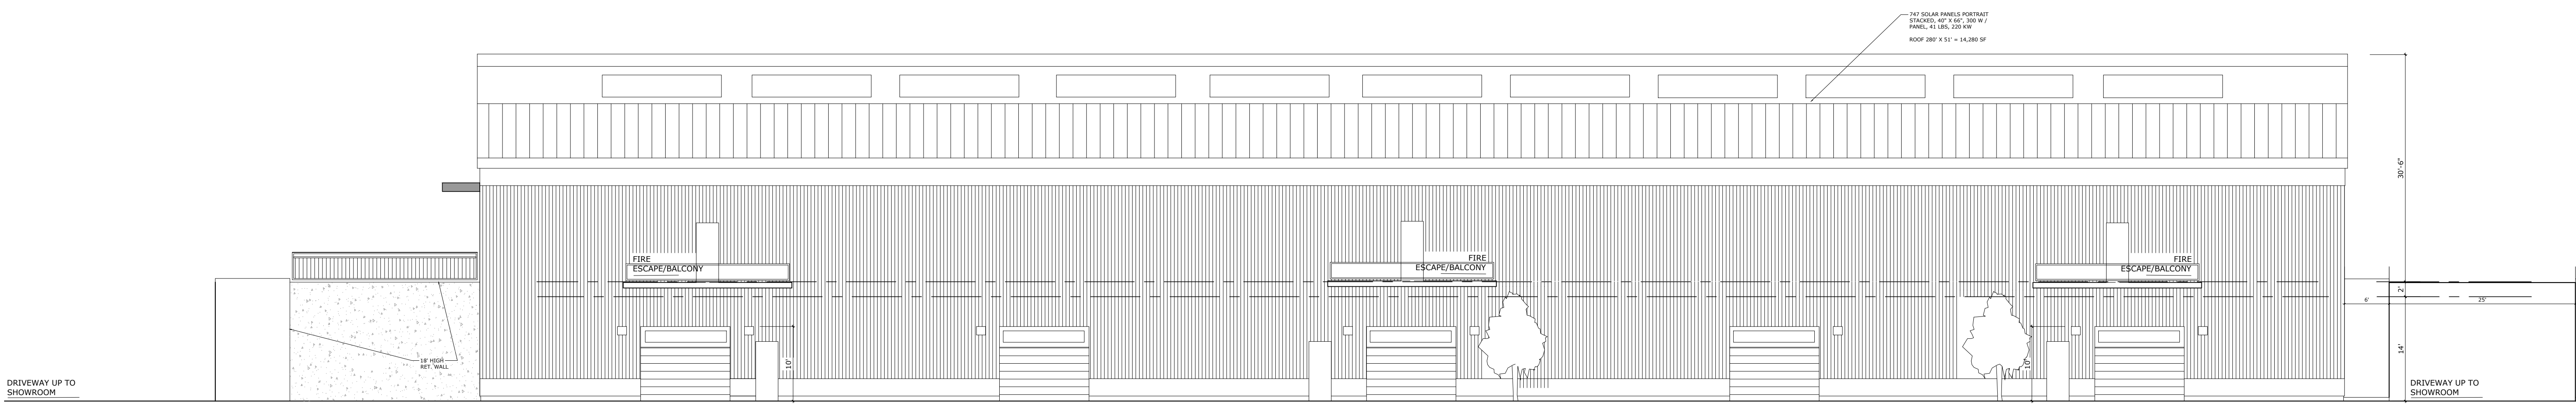 747 SOLAR PANELS PORTRAIT
STACKED, 40" X 66", 300 W /
PANEL, 41 LBS, 220 KW
ROOF 280' X 51' = 14,280 SF
30'-6"
FIRE
ESCAPE/BALCONY
FIRE
ESCAPE/BALCONY
FIRE
ESCAPE/BALCONY
2'
6'
25'
18' HIGH
RET. WALL
10'
10'
14'
DRIVEWAY UP TO
SHOWROOM
DRIVEWAY UP TO
SHOWROOM